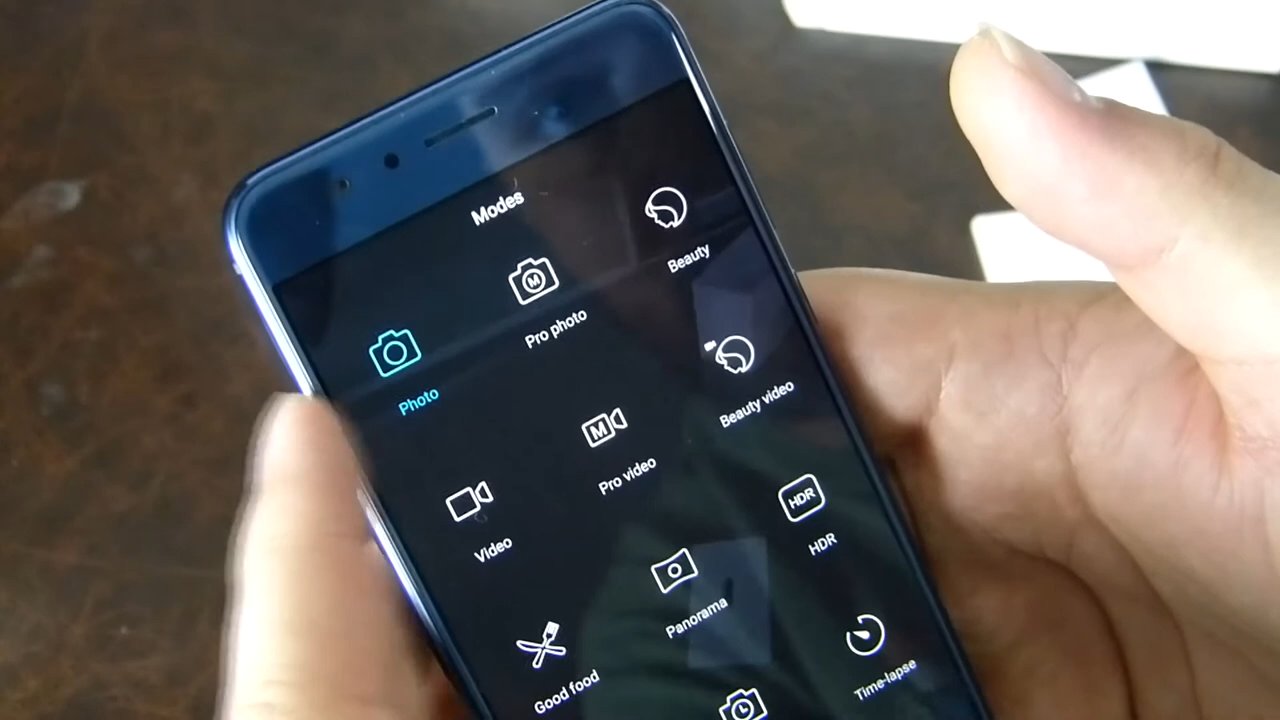 Modes
Photo
M
Pro photo
Beauty
Video
M
Pro video
Beauty video
Good food
Panorama
HDR
HDR
Time-lapse